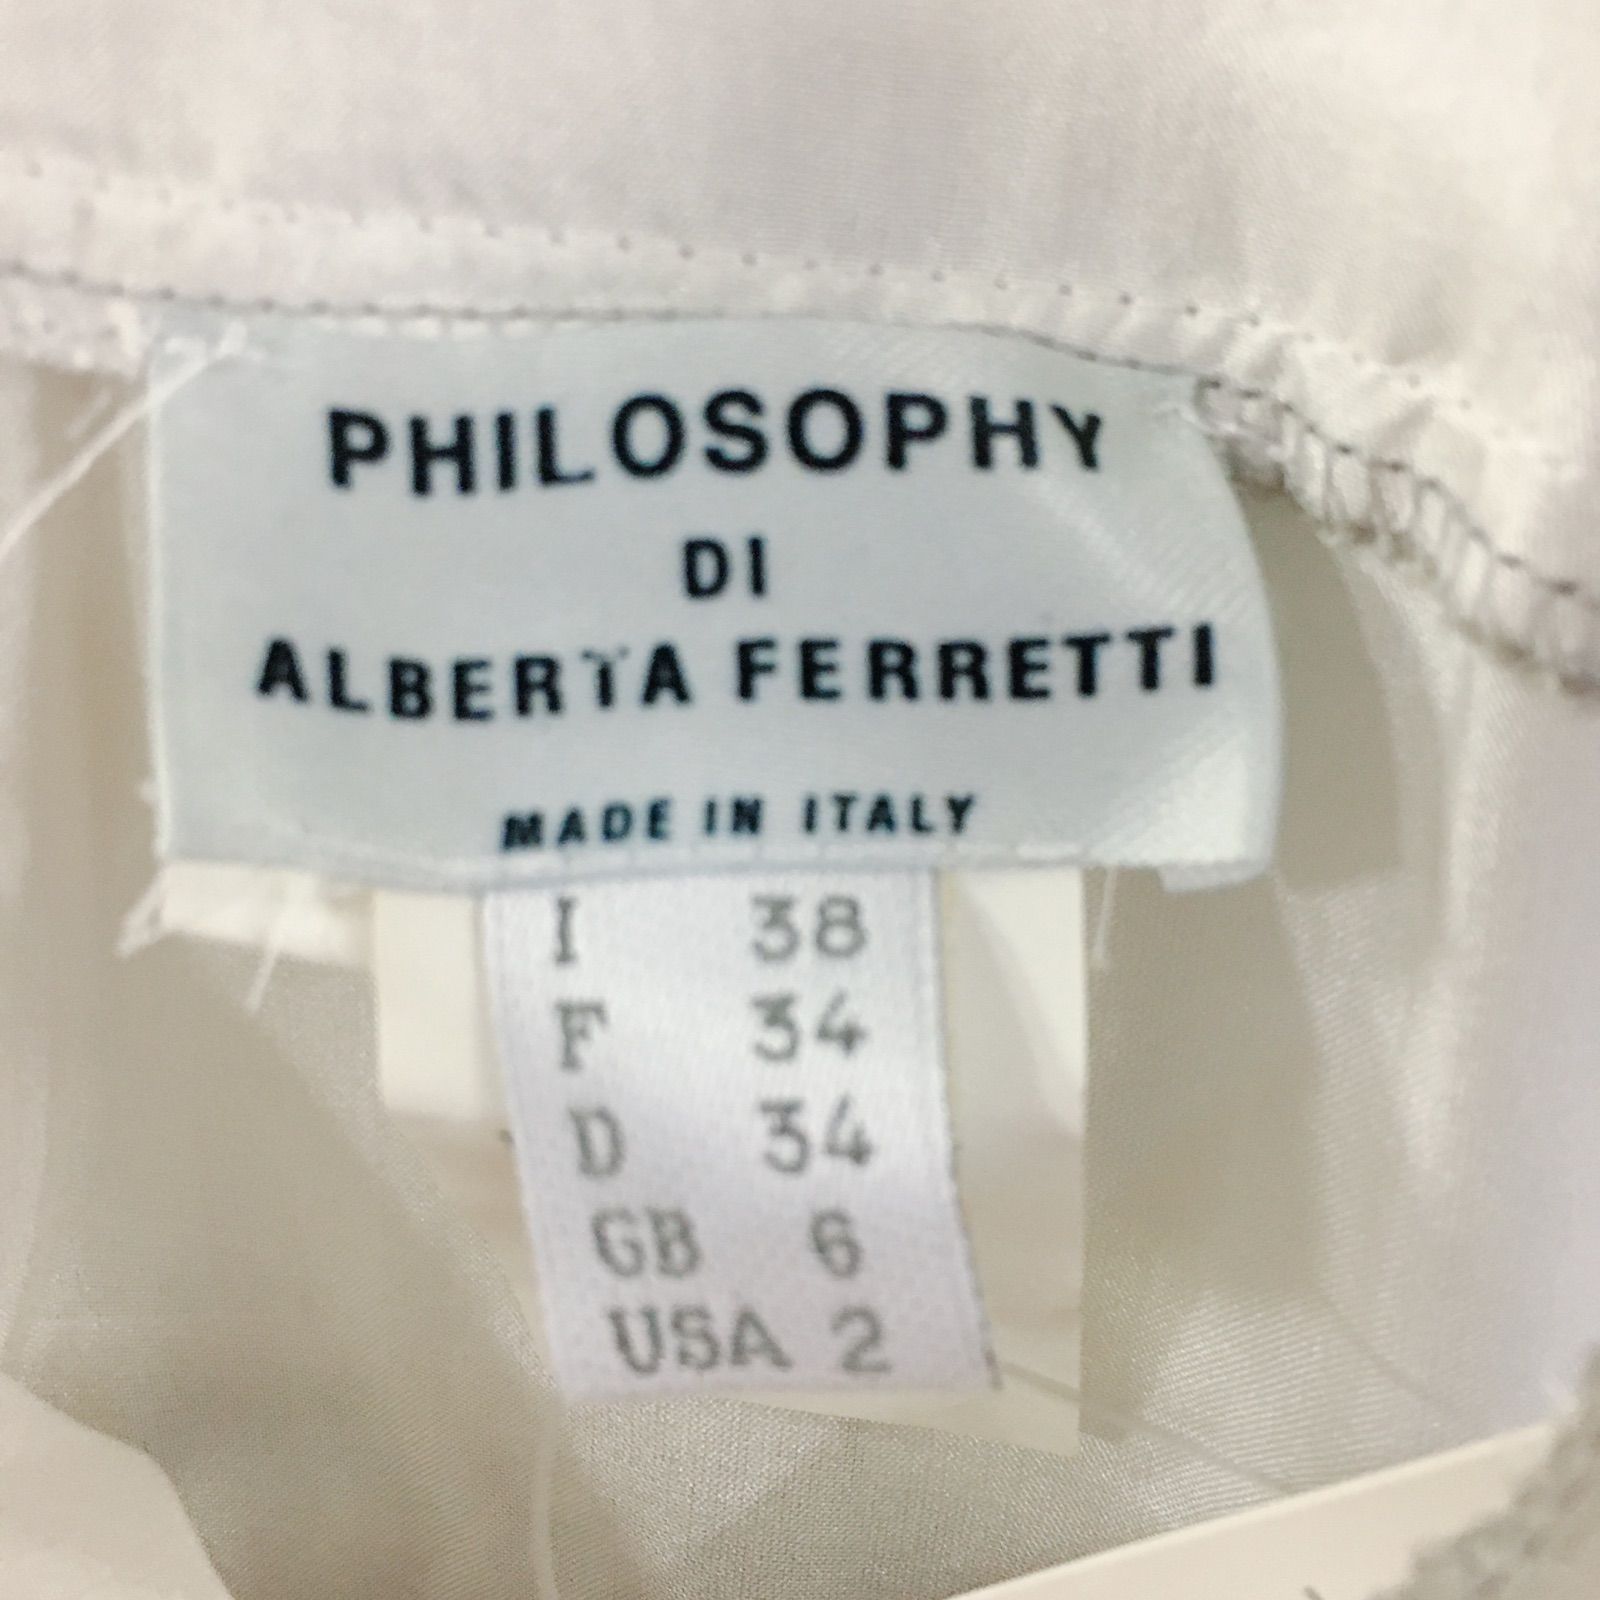 PHILOSOPHY
DI
ALBERTA FERRETTI
MADE IN ITALY
I 38
F 34
D 34
GB 6
USA 2